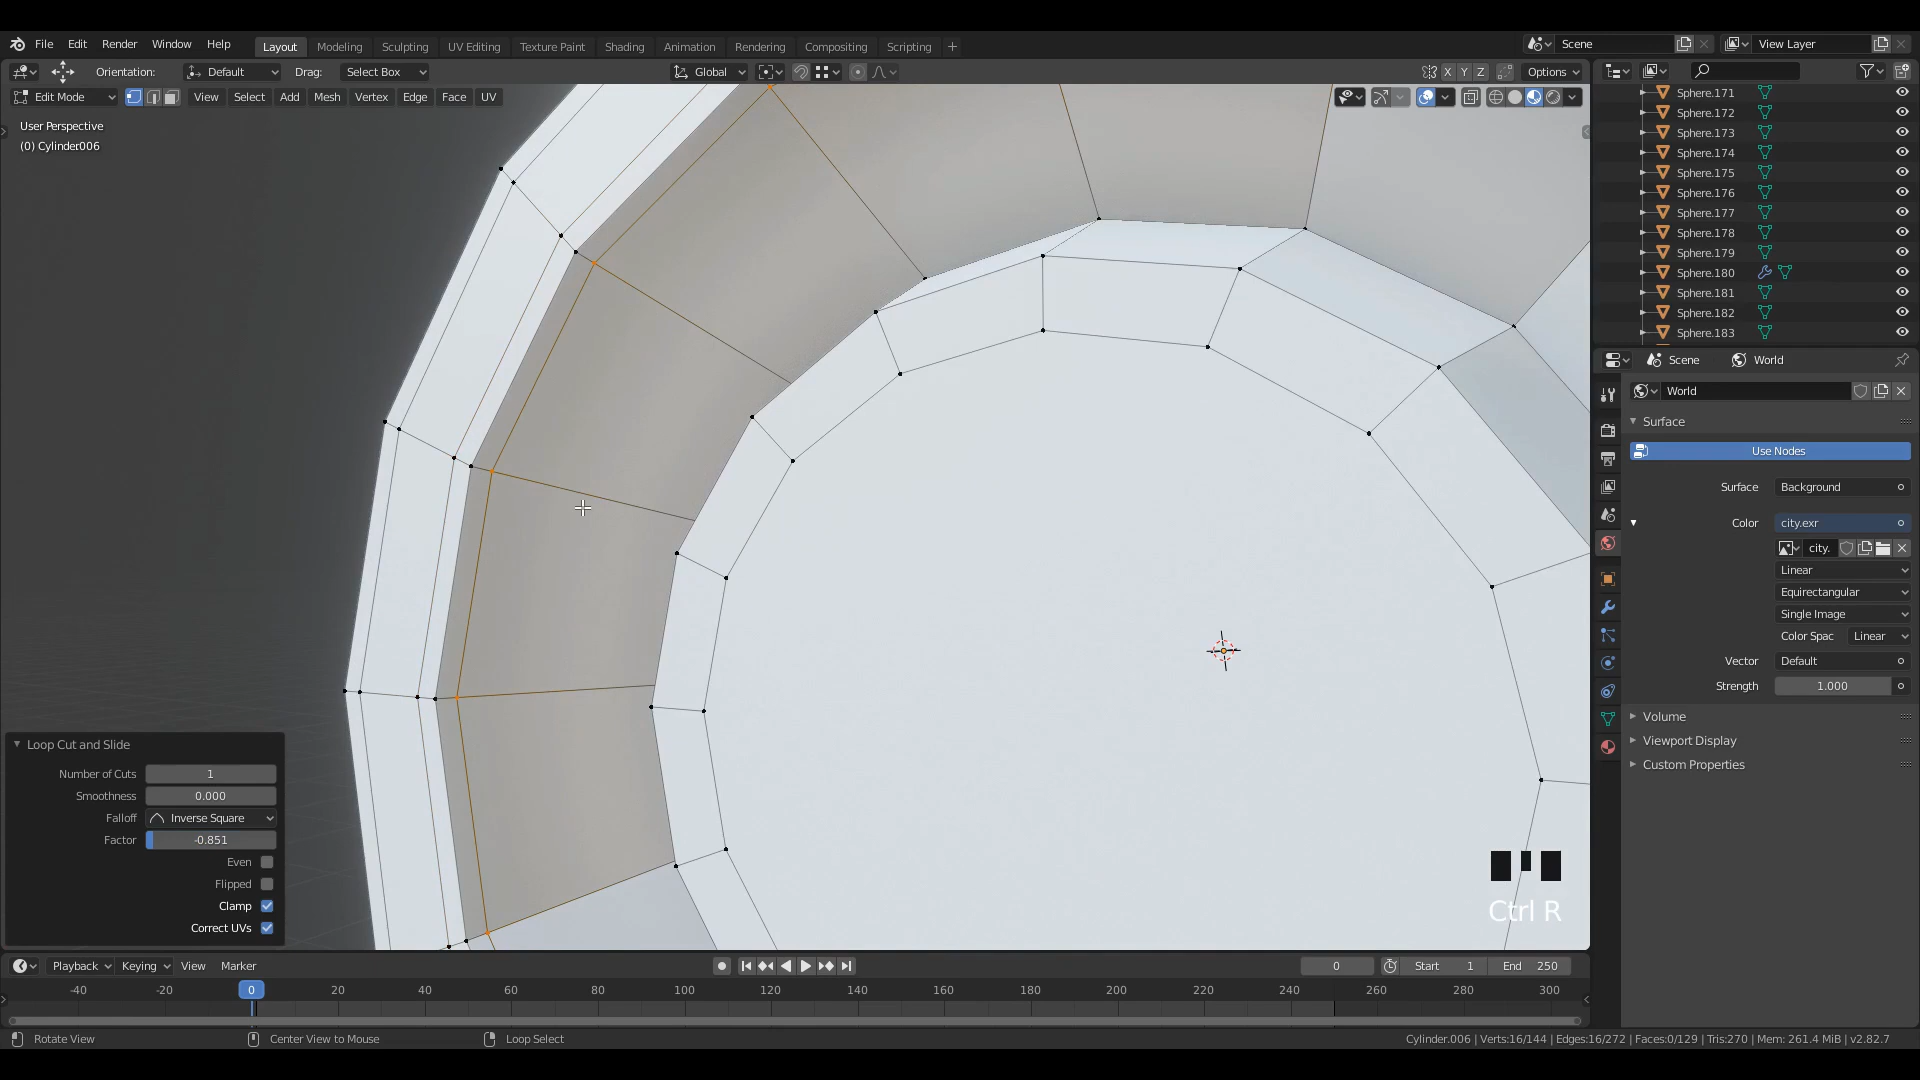 File Edit Render Window Help Layout Modeling Sculpting UV Editing Texture Paint Shading Animation Rendering Compositing Scripting + Scene View Layer
Orientation: Default Drag: Select Box Global X Y Z Options
Edit Mode View Select Add Mesh Vertex Edge Face UV
User Perspective
(0) Cylinder.006
Sphere.171
Sphere.172
Sphere.173
Sphere.174
Sphere.175
Sphere.176
Sphere.177
Sphere.178
Sphere.179
Sphere.180
Sphere.181
Sphere.182
Sphere.183
Scene World
World
Surface
Use Nodes
Surface Background
Color city.exr
city.
Linear
Equirectangular
Single Image
Color Spac Linear
Vector Default
Strength 1.000
Volume
Viewport Display
Custom Properties
Loop Cut and Slide
Number of Cuts 1
Smoothness 0.000
Falloff Inverse Square
Factor -0.851
Even
Flipped
Clamp
Correct UVs
Ctrl R
Playback Keying View Marker 0 Start 1 End 250
-40 -20 0 20 40 60 80 100 120 140 160 180 200 220 240 260 280 300
Rotate View Center View to Mouse Loop Select Cylinder.006 | Verts:16/144 | Edges:16/272 | Faces:0/129 | Tris:270 | Mem: 261.4 MiB | v2.82.7